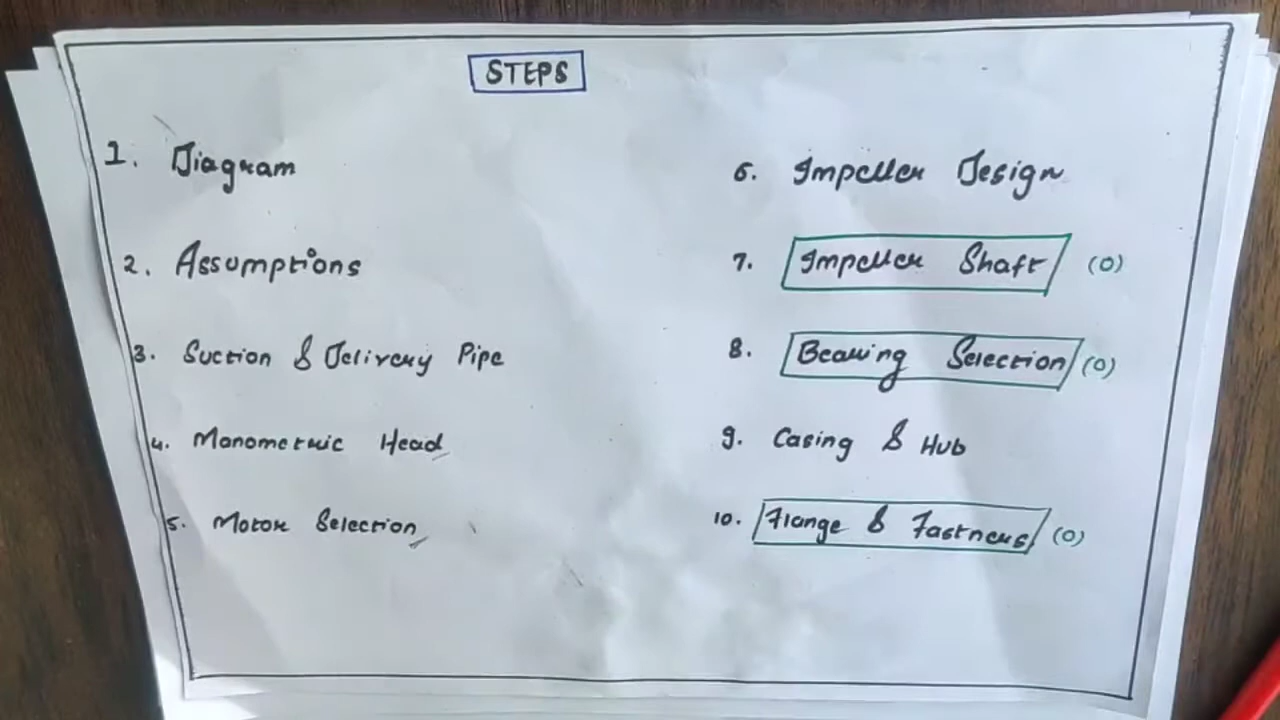 STEPS
1. Diagram
2. Assumptions
3. Suction & Delivery Pipe
4. Manometric Head
5. Motor Selection
6. Impeller Design
7. Impeller Shaft (0)
8. Bearing Selection (0)
9. Casing & Hub
10. Flange & Fastners (0)